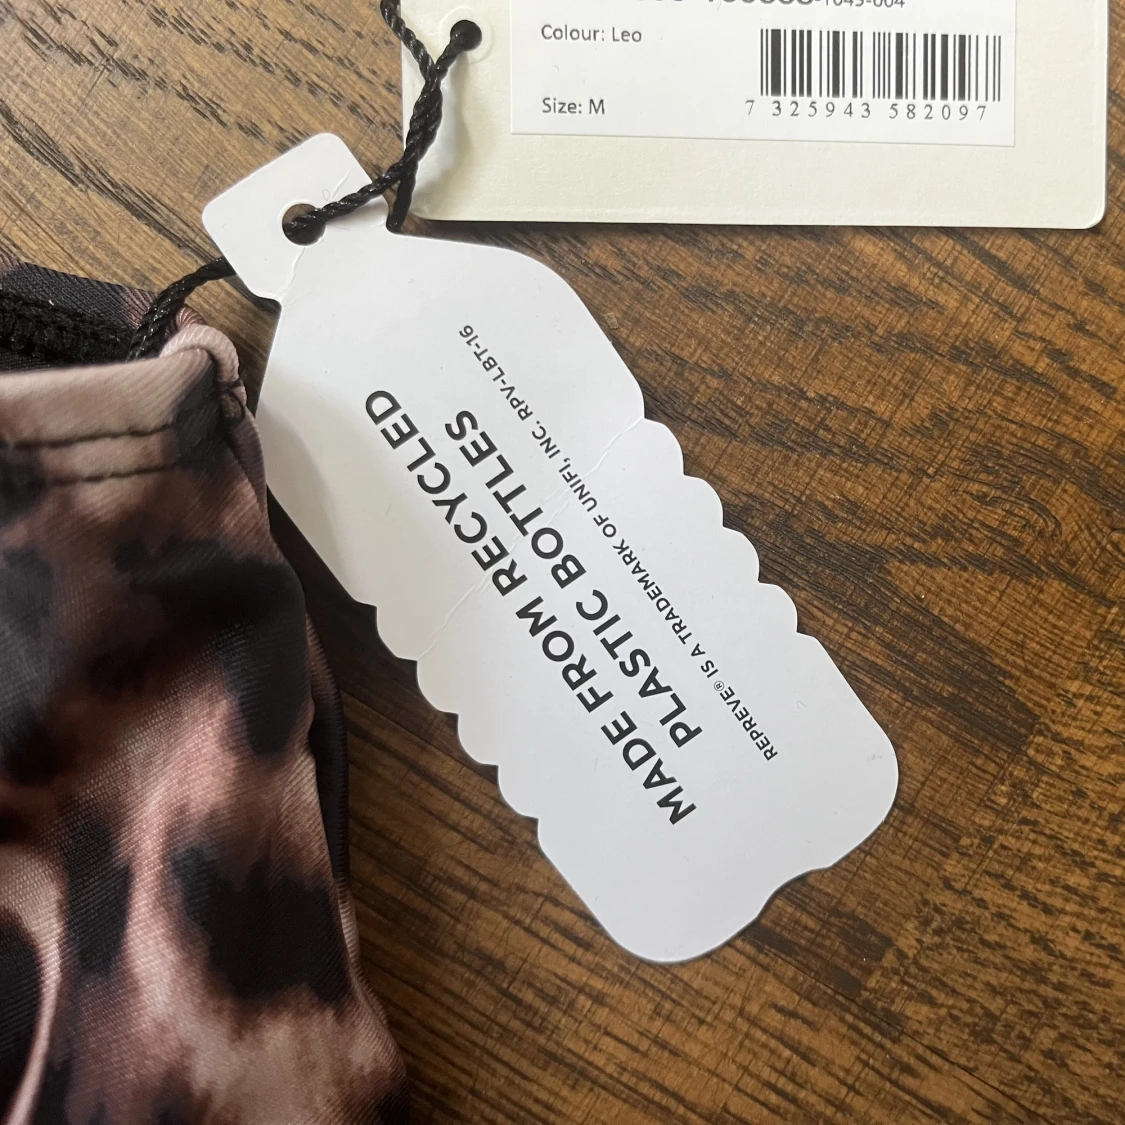 Colour: Leo
Size: M
7 325943 582097
MADE FROM RECYCLED
PLASTIC BOTTLES
REPREVE® IS A TRADEMARK OF UNIFI, INC. RPV-LBT-16